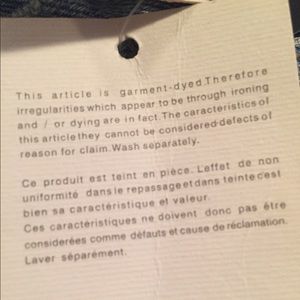 This article is garment-dyed.Therefore
irregularities which appear to be through ironing
and / or dying are in fact.The caracteristics of
this article they cannot be considered defects of
reason for claim.Wash separately.
Ce produit est teint en pièce. L'effet de non
uniformité dans le repassage et dans teinte c'est
bien sa caractéristique et valeur.
Ces caractéristiques ne doivent donc pas être
considerées comme défauts et cause de réclamation.
Laver séparément.